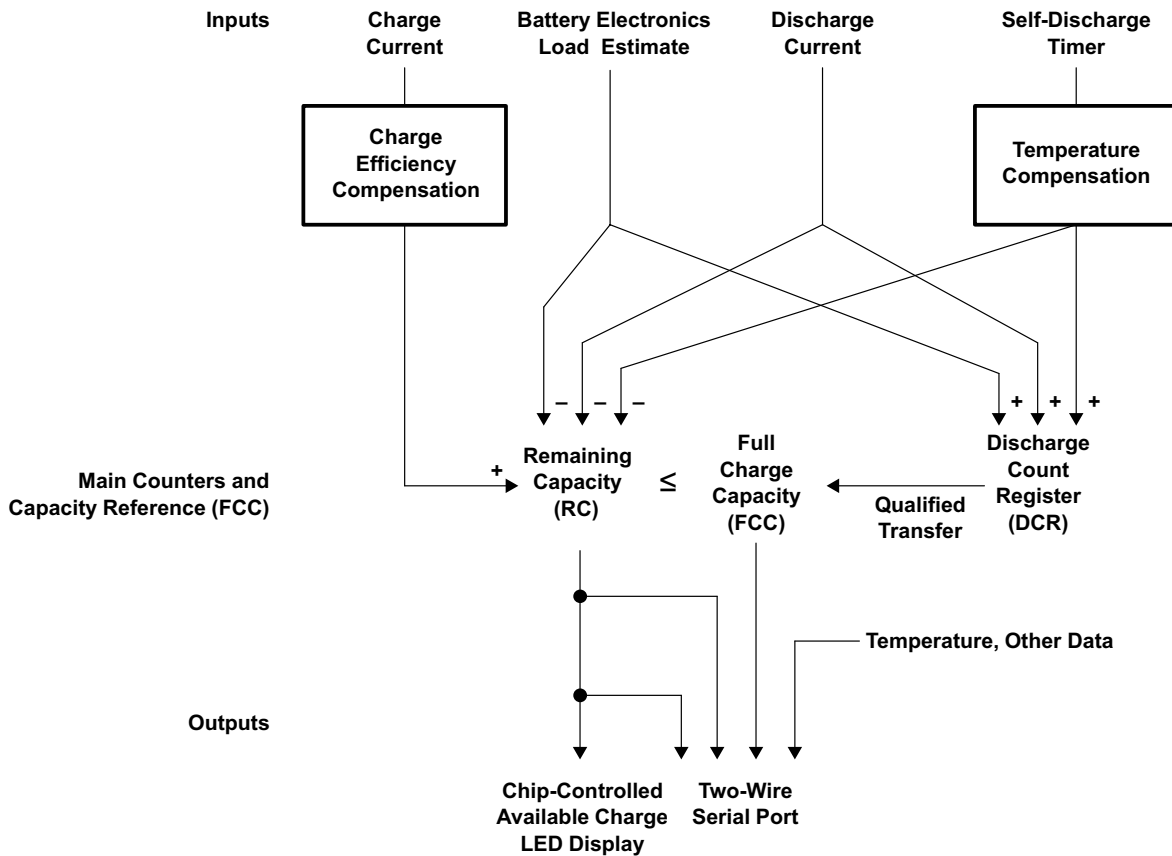 Inputs
Charge
Current
Battery Electronics
Load Estimate
Discharge
Current
Self-Discharge
Timer
Charge
Efficiency
Compensation
Temperature
Compensation
– – –
+ + +
Main Counters and
Capacity Reference (FCC)
+
Remaining
Capacity
(RC)
≤
Full
Charge
Capacity
(FCC)
Qualified
Transfer
Discharge
Count
Register
(DCR)
Temperature, Other Data
Outputs
Chip-Controlled
Available Charge
LED Display
Two-Wire
Serial Port